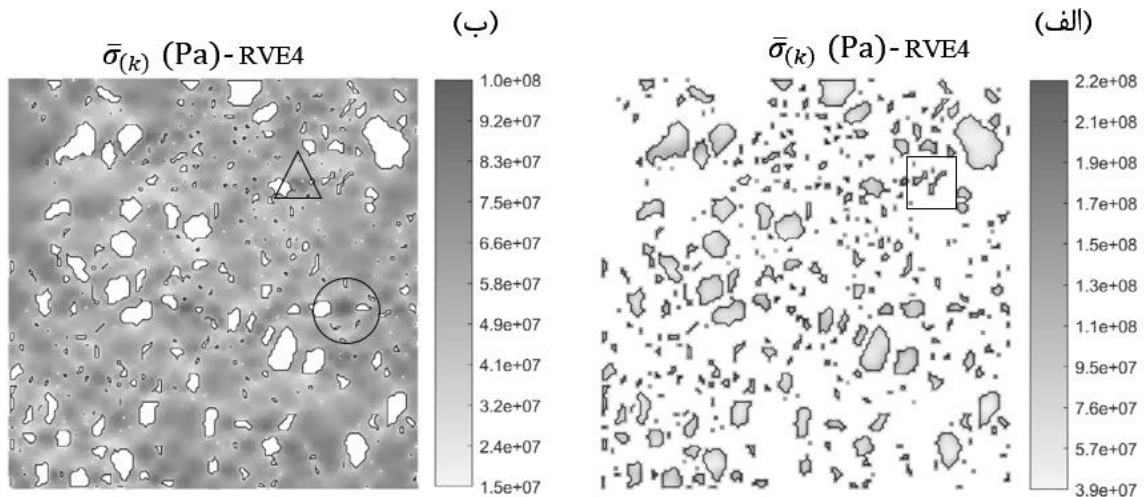 (ب)
σ̄(k) (Pa) - RVE4
1.0e+08
9.2e+07
8.3e+07
7.5e+07
6.6e+07
5.8e+07
4.9e+07
4.1e+07
3.2e+07
2.4e+07
1.5e+07
(الف)
σ̄(k) (Pa) - RVE4
2.2e+08
2.1e+08
1.9e+08
1.7e+08
1.5e+08
1.3e+08
1.1e+08
9.5e+07
7.6e+07
5.7e+07
3.9e+07